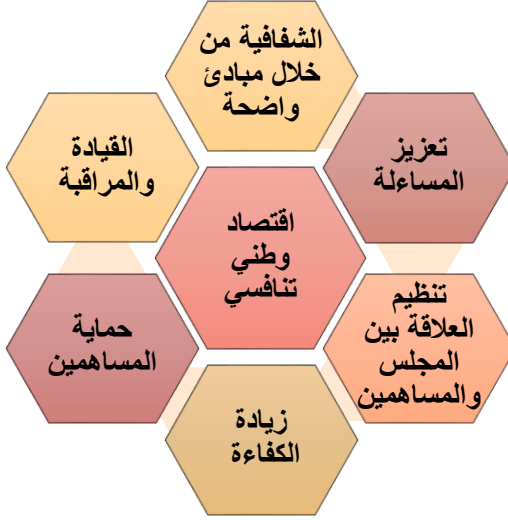 الشفافية من
خلال مبادئ
واضحة
تعزيز
المساءلة
تنظيم
العلاقة بين
المجلس
والمساهمين
زيادة
الكفاءة
حماية
المساهمين
القيادة
والمراقبة
اقتصاد
وطني
تنافسي